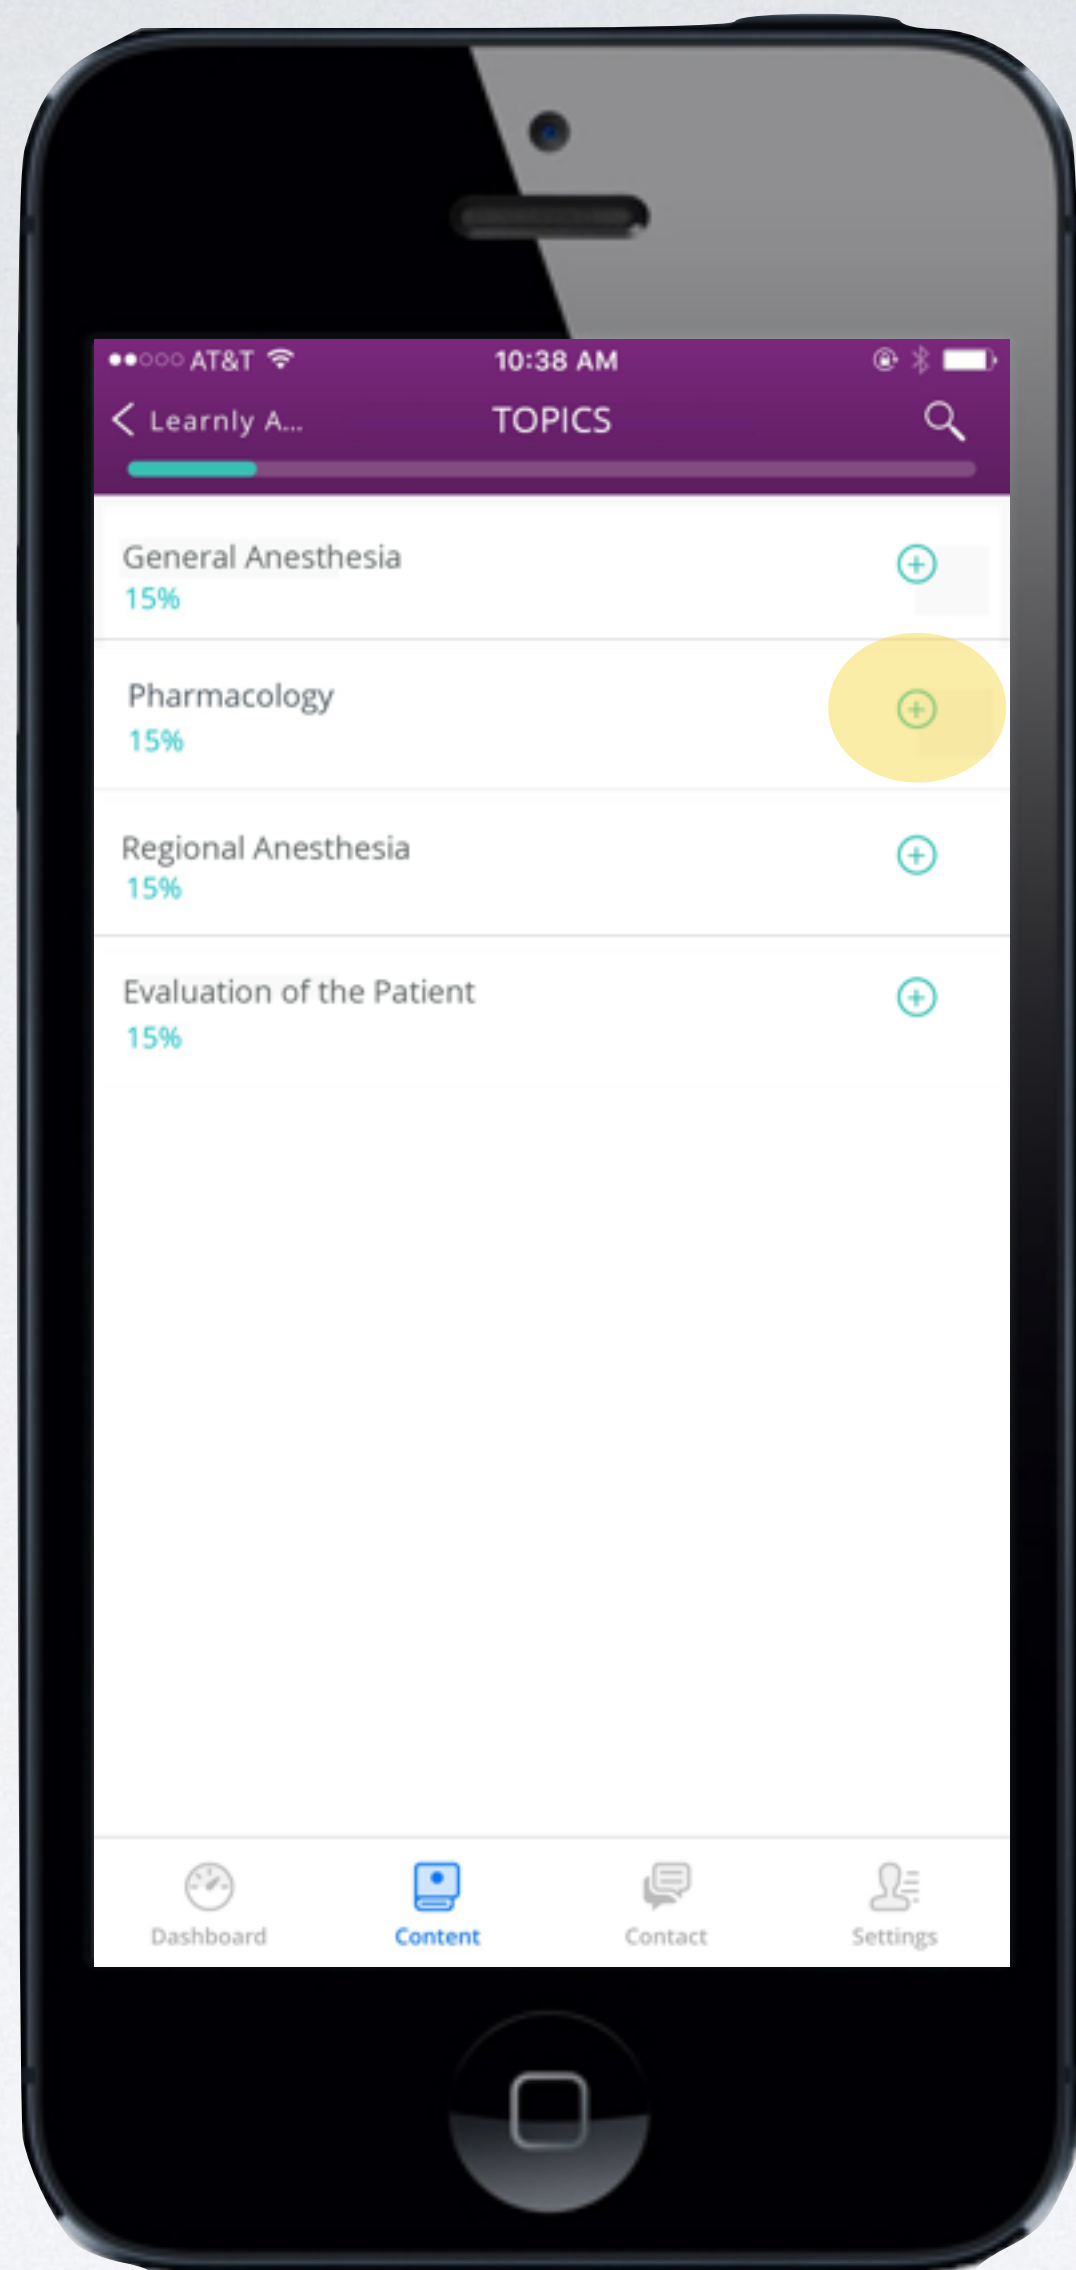 AT&T 10:38 AM
Learnly A... TOPICS
General Anesthesia
15%
Pharmacology
15%
Regional Anesthesia
15%
Evaluation of the Patient
15%
Dashboard Content Contact Settings